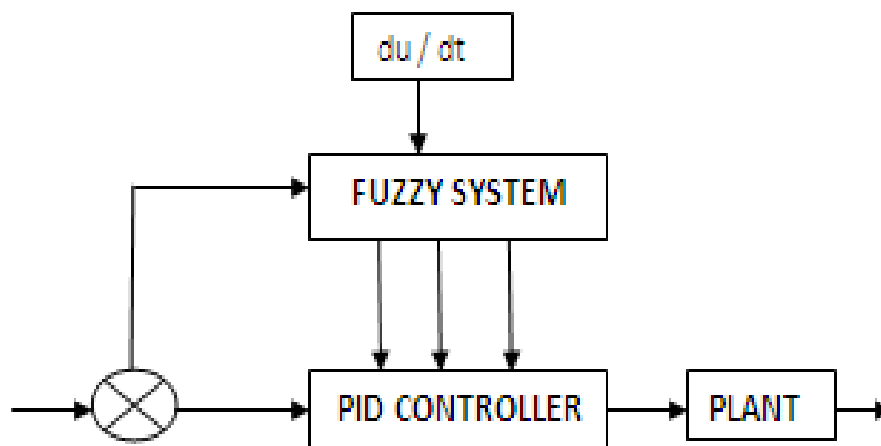 du / dt
FUZZY SYSTEM
PID CONTROLLER
PLANT